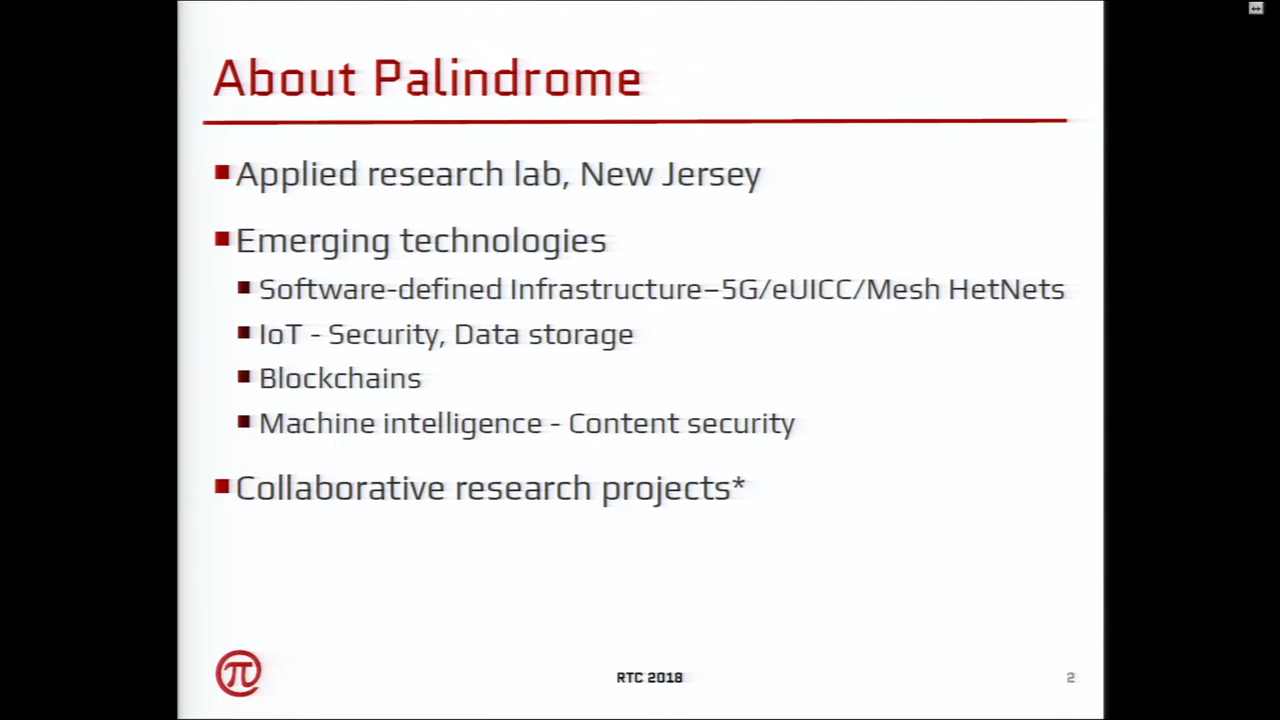 About Palindrome
Applied research lab, New Jersey
Emerging technologies
Software-defined Infrastructure–5G/eUICC/Mesh HetNets
IoT - Security, Data storage
Blockchains
Machine intelligence - Content security
Collaborative research projects*
π
RTC 2018
2